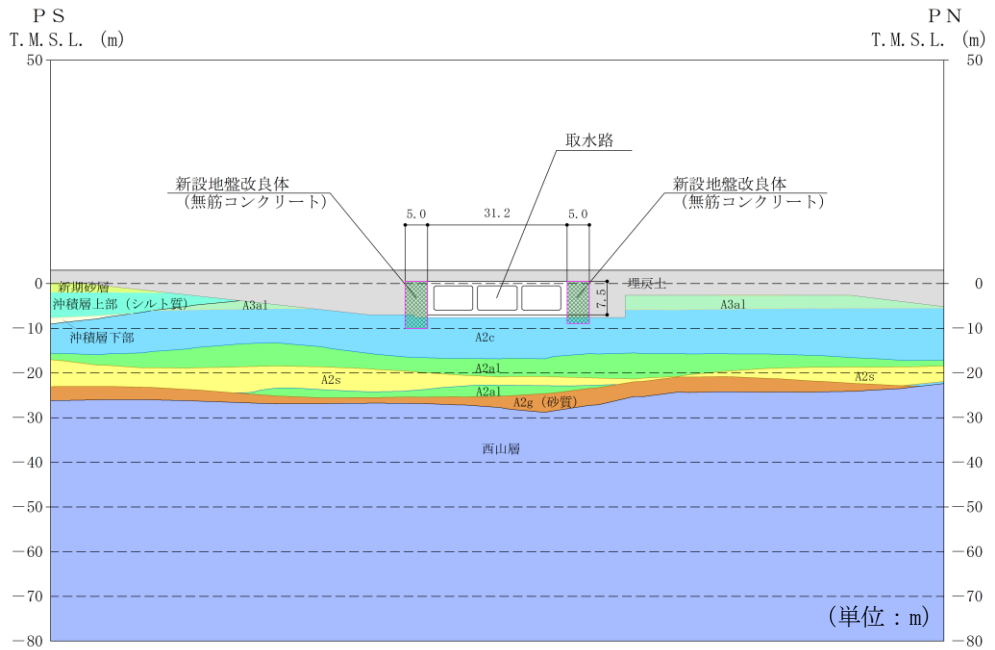 ＰＳ
T.M.S.L. (m)
ＰＮ
T.M.S.L. (m)
50
50
取水路
新設地盤改良体
（無筋コンクリート）
新設地盤改良体
（無筋コンクリート）
5.0
31.2
5.0
0
新期砂層
埋戻土
0
沖積層上部（シルト質）
A3al
7.5
A3al
−10
沖積層下部
A2c
−10
A2al
−20
A2s
A2s
−20
A2al
A2g（砂質）
−30
−30
西山層
−40
−40
−50
−50
−60
−60
−70
−70
（単位：m）
−80
−80